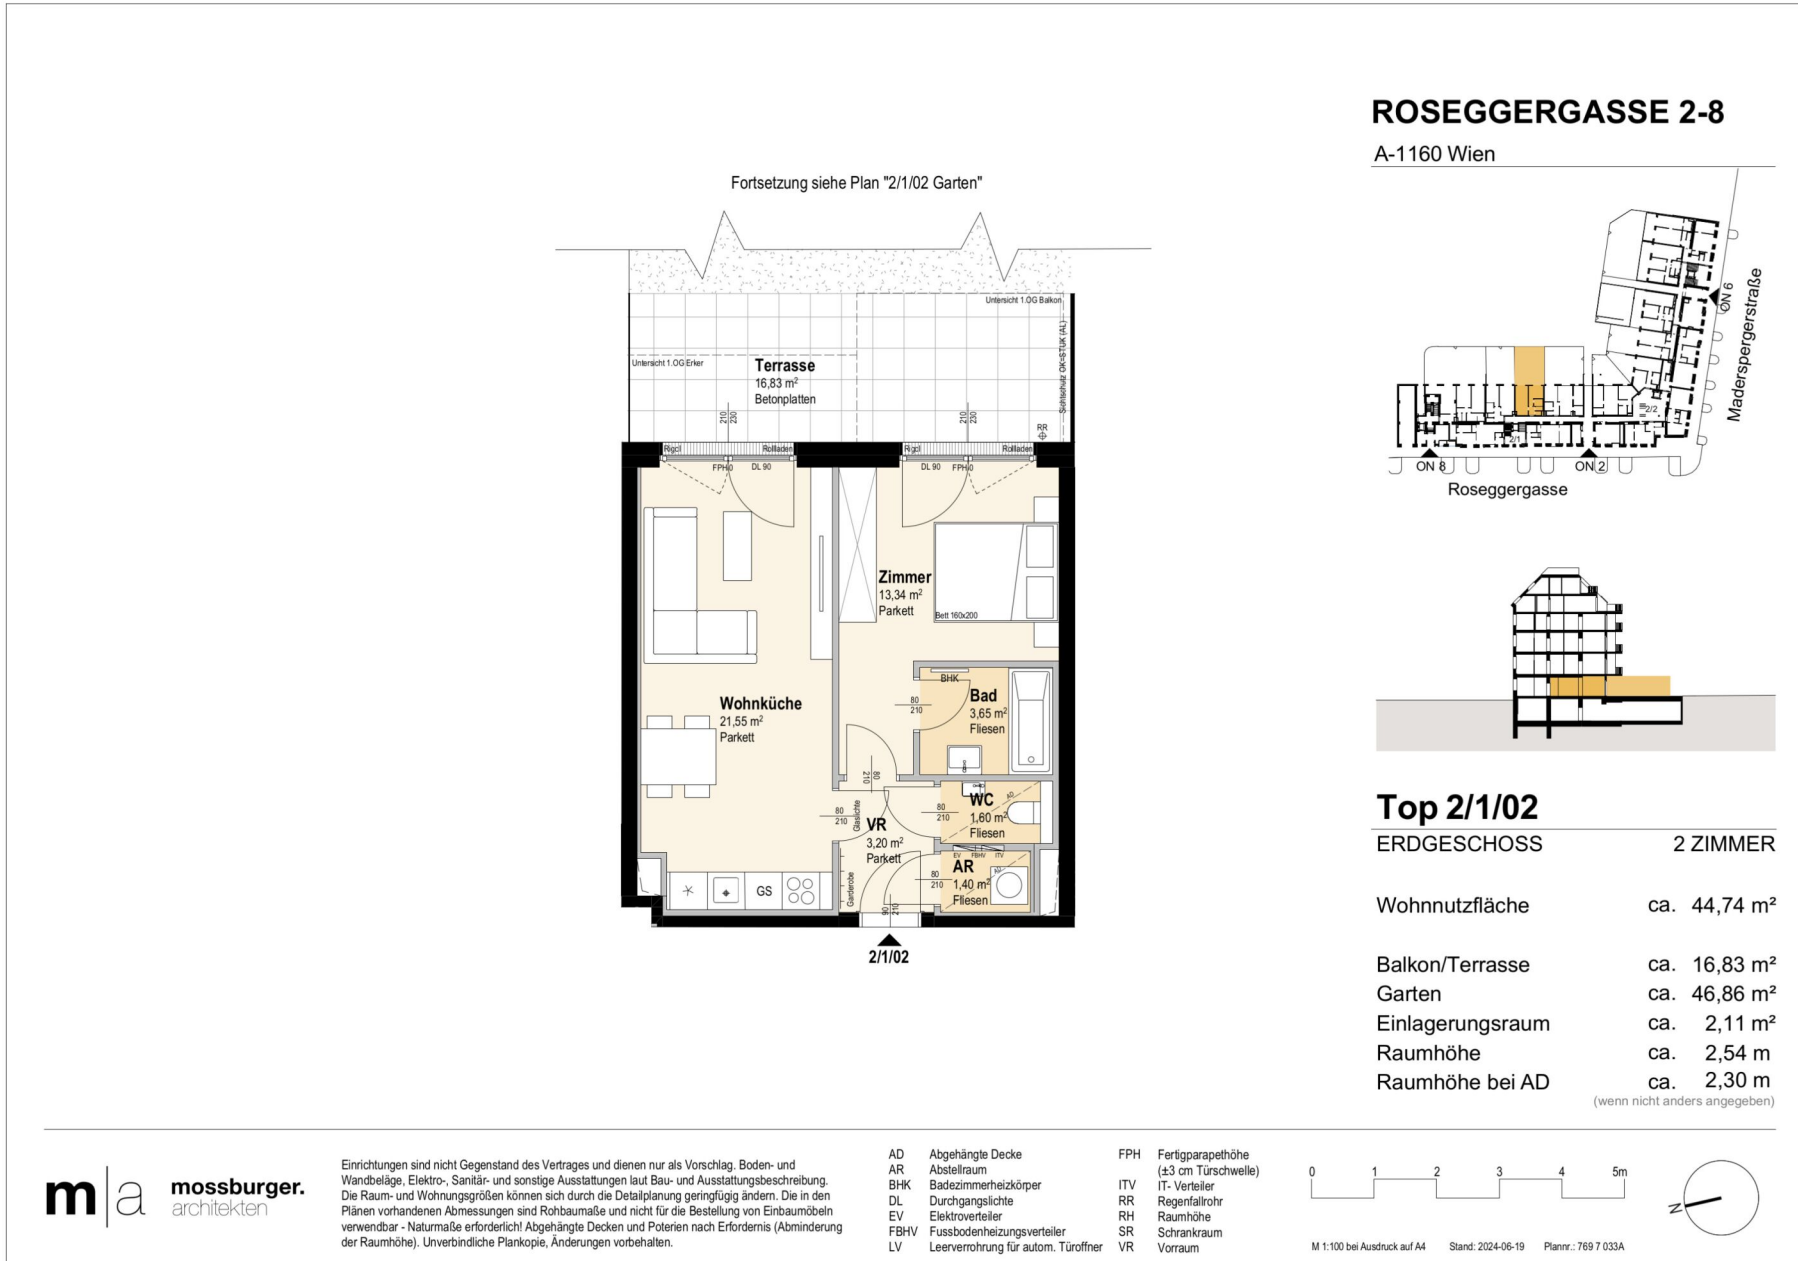 ROSEGGERGASSE 2-8
A-1160 Wien
Fortsetzung siehe Plan "2/1/02 Garten"
Untersicht 1.OG Balkon
Untersicht 1.OG Erker
Sichtschutz OK=STUK (AL)
Terrasse
16,83 m²
Betonplatten
210
230
210
230
RR
Rigol
Rollladen
Rigol
Rollladen
FPH 0
DL 90
DL 90
FPH 0
Zimmer
13,34 m²
Parkett
Bett 160x200
BHK
Bad
3,65 m²
Fliesen
80
210
Wohnküche
21,55 m²
Parkett
80
210
80
210
Glaslichte
VR
3,20 m²
Parkett
80
210
WC
1,60 m²
Fliesen
AD
EV
FBHV
ITV
AR
1,40 m²
Fliesen
AD
80
210
Garderobe
GS
90
210
2/1/02
ON 6
Maderspergerstraße
2/2
2/1
ON 8
ON 2
Roseggergasse
Top 2/1/02
ERDGESCHOSS 2 ZIMMER
Wohnnutzfläche ca. 44,74 m²
Balkon/Terrasse ca. 16,83 m²
Garten ca. 46,86 m²
Einlagerungsraum ca. 2,11 m²
Raumhöhe ca. 2,54 m
Raumhöhe bei AD ca. 2,30 m
(wenn nicht anders angegeben)
m|a
mossburger.
architekten
Einrichtungen sind nicht Gegenstand des Vertrages und dienen nur als Vorschlag. Boden- und
Wandbeläge, Elektro-, Sanitär- und sonstige Ausstattungen laut Bau- und Ausstattungsbeschreibung.
Die Raum- und Wohnungsgrößen können sich durch die Detailplanung geringfügig ändern. Die in den
Plänen vorhandenen Abmessungen sind Rohbaumaße und nicht für die Bestellung von Einbaumöbeln
verwendbar - Naturmaße erforderlich! Abgehängte Decken und Poterien nach Erfordernis (Abminderung
der Raumhöhe). Unverbindliche Plankopie, Änderungen vorbehalten.
AD Abgehängte Decke
AR Abstellraum
BHK Badezimmerheizkörper
DL Durchgangslichte
EV Elektroverteiler
FBHV Fussbodenheizungsverteiler
LV Leerverrohrung für autom. Türöffner
FPH Fertigparapethöhe
(±3 cm Türschwelle)
ITV IT- Verteiler
RR Regenfallrohr
RH Raumhöhe
SR Schrankraum
VR Vorraum
0 1 2 3 4 5m
M 1:100 bei Ausdruck auf A4 Stand: 2024-06-19 Plannr.: 769 7 033A
N